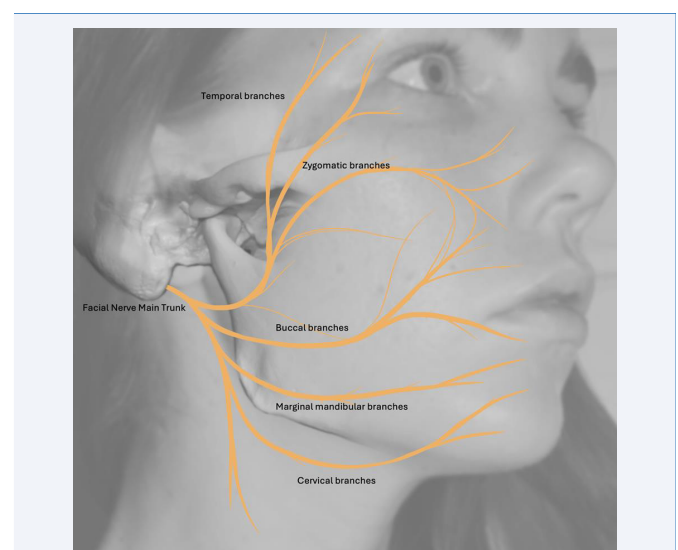 Temporal branches
Zygomatic branches
Facial Nerve Main Trunk
Buccal branches
Marginal mandibular branches
Cervical branches